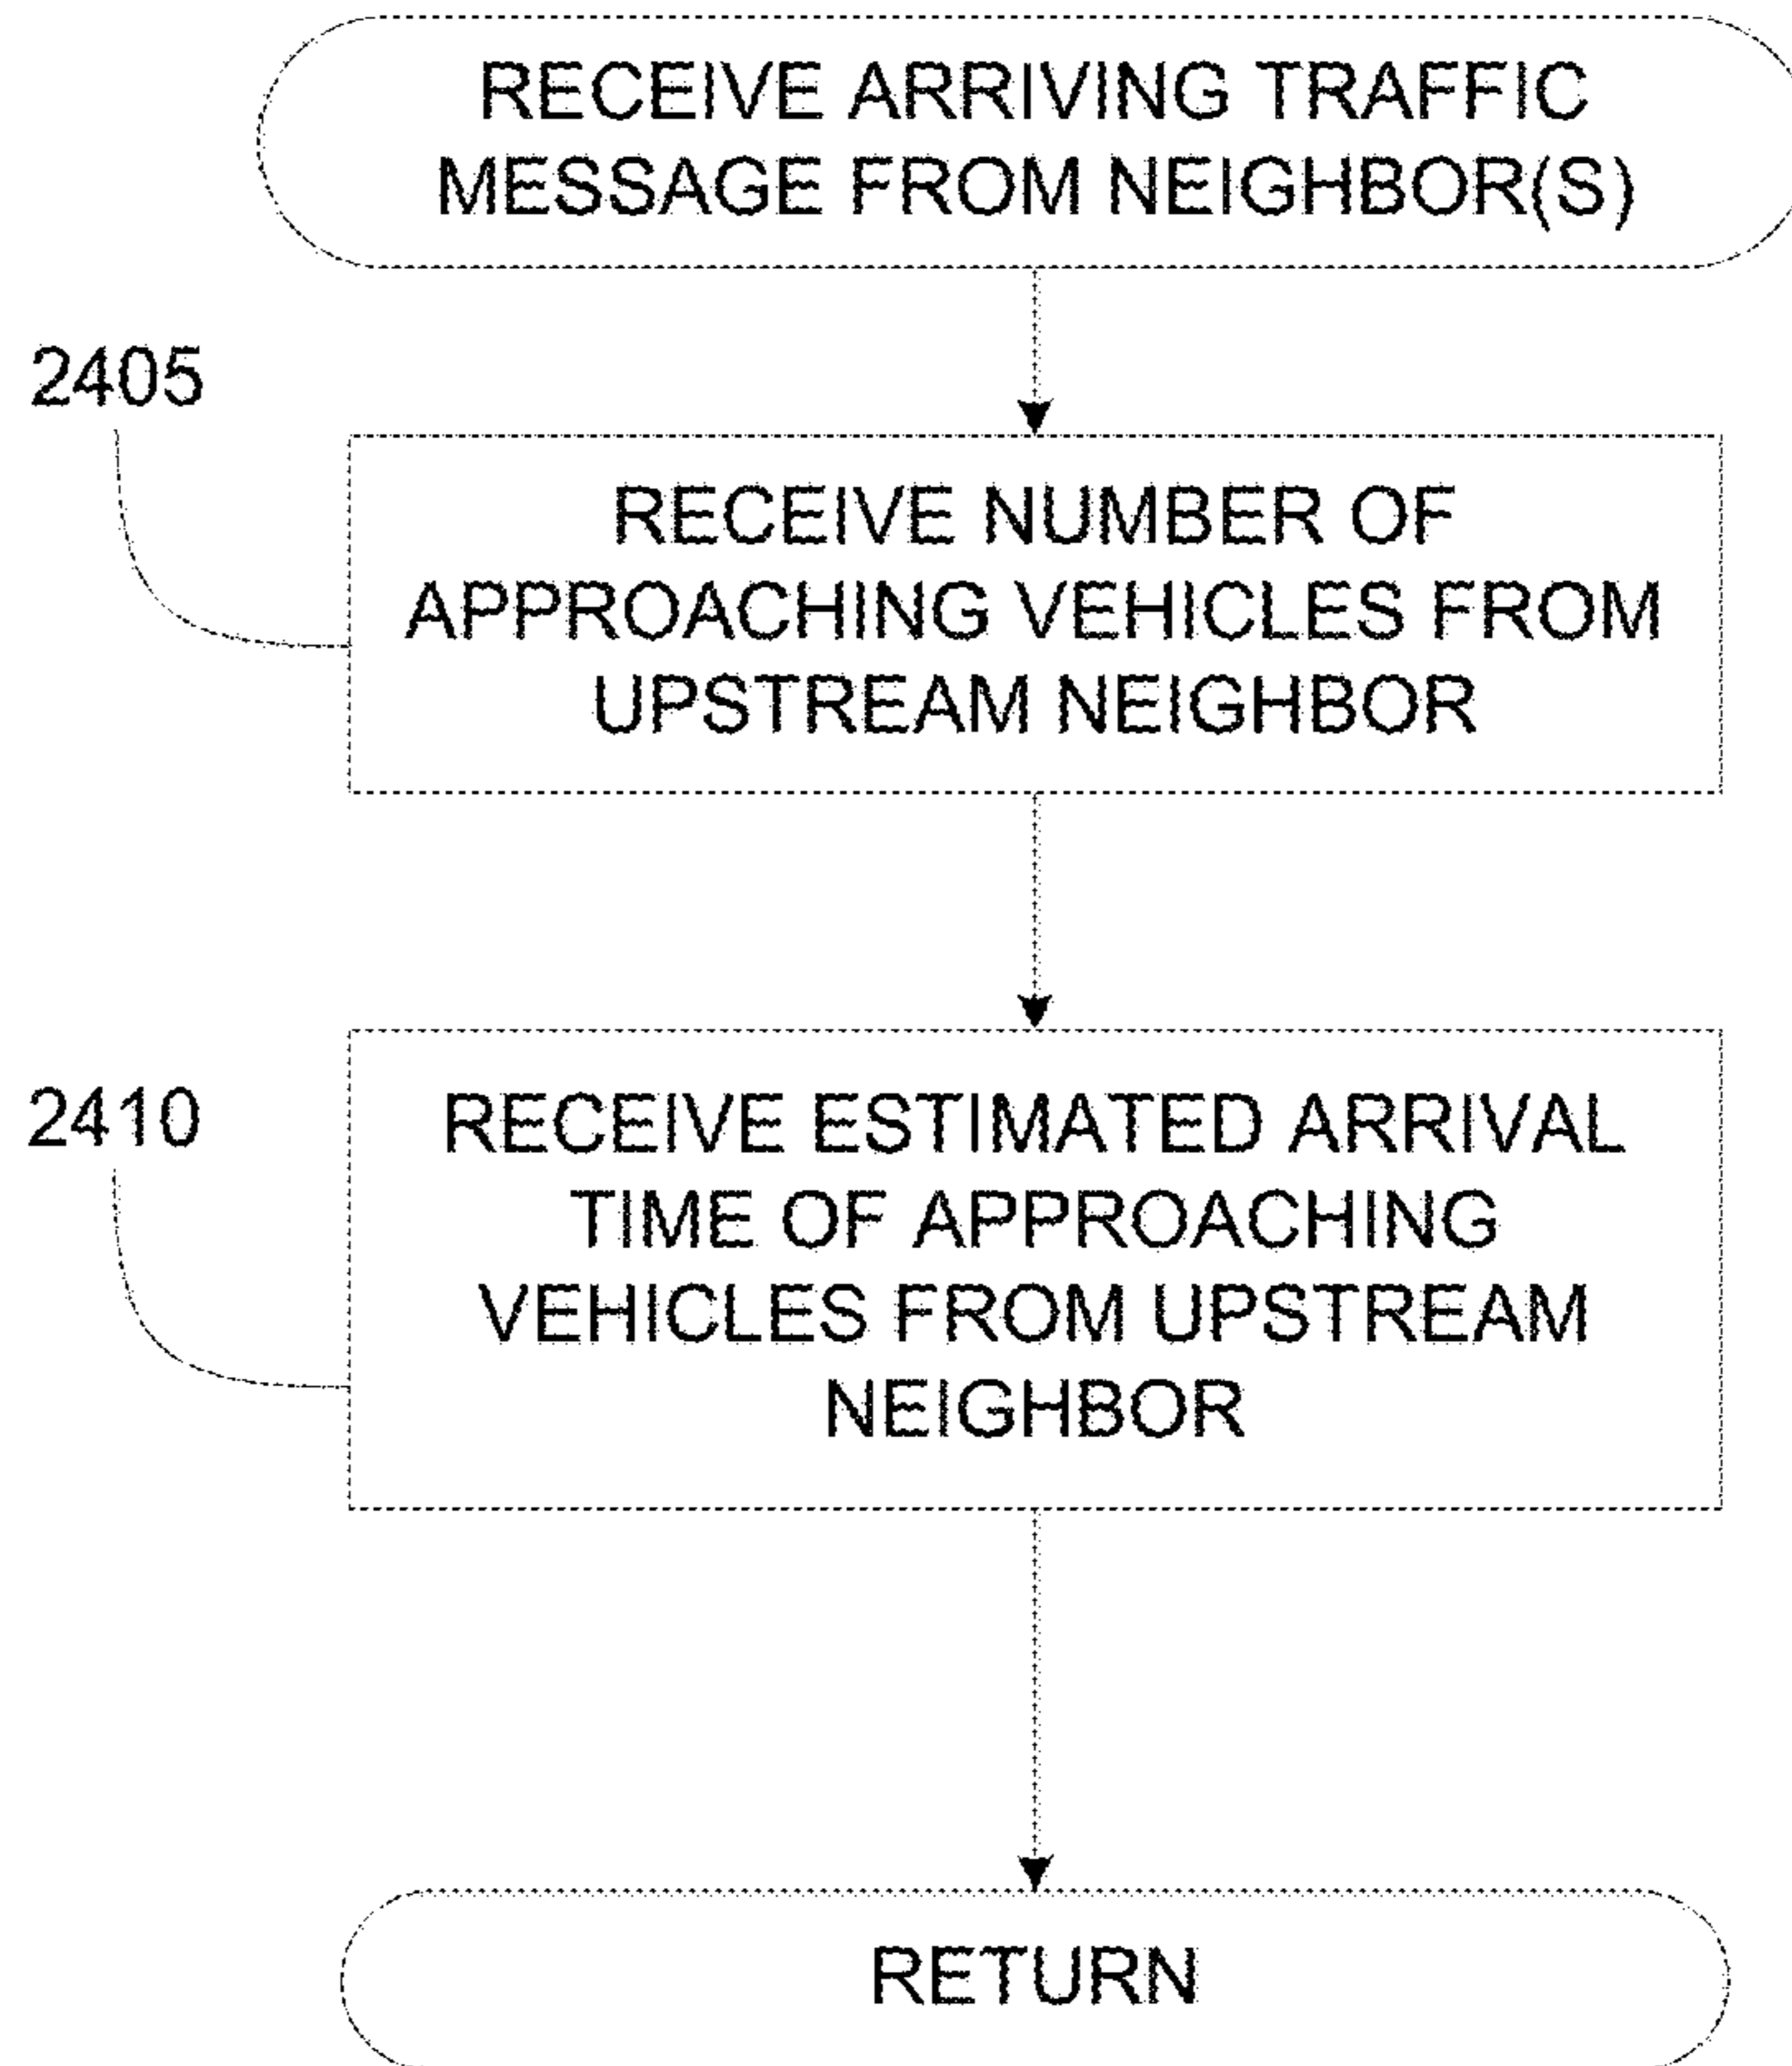 RECEIVE ARRIVING TRAFFIC
MESSAGE FROM NEIGHBOR(S)
2405
RECEIVE NUMBER OF
APPROACHING VEHICLES FROM
UPSTREAM NEIGHBOR
2410
RECEIVE ESTIMATED ARRIVAL
TIME OF APPROACHING
VEHICLES FROM UPSTREAM
NEIGHBOR
RETURN